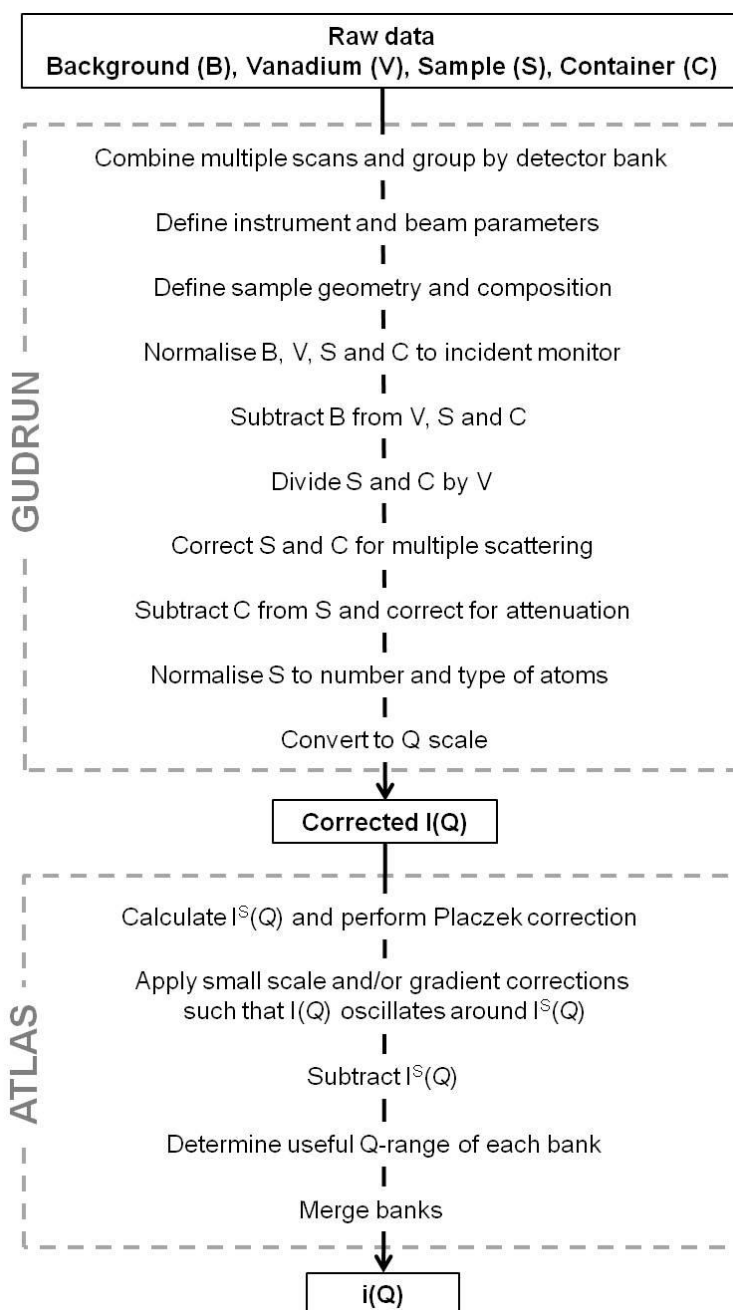 Raw data
Background (B), Vanadium (V), Sample (S), Container (C)
GUDRUN
Combine multiple scans and group by detector bank
Define instrument and beam parameters
Define sample geometry and composition
Normalise B, V, S and C to incident monitor
Subtract B from V, S and C
Divide S and C by V
Correct S and C for multiple scattering
Subtract C from S and correct for attenuation
Normalise S to number and type of atoms
Convert to Q scale
Corrected I(Q)
ATLAS
Calculate Iˢ(Q) and perform Placzek correction
Apply small scale and/or gradient corrections
such that I(Q) oscillates around Iˢ(Q)
Subtract Iˢ(Q)
Determine useful Q-range of each bank
Merge banks
i(Q)